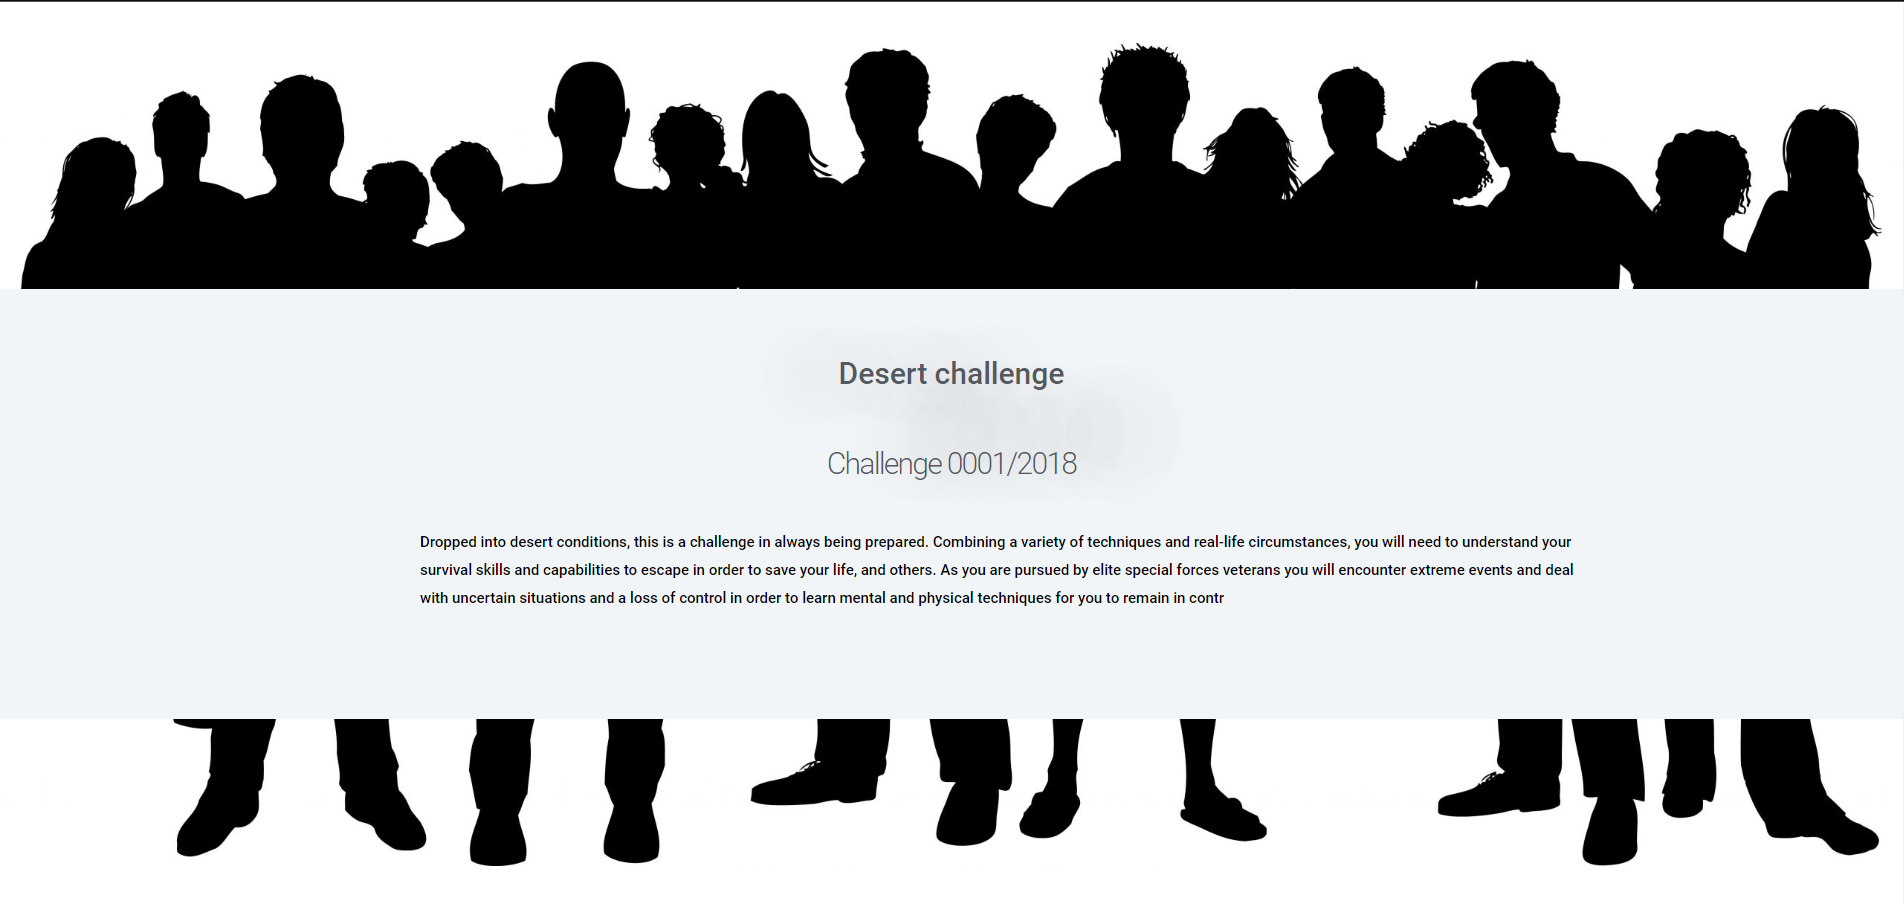 Desert challenge
Challenge 0001/2018
Dropped into desert conditions, this is a challenge in always being prepared. Combining a variety of techniques and real-life circumstances, you will need to understand your
survival skills and capabilities to escape in order to save your life, and others. As you are pursued by elite special forces veterans you will encounter extreme events and deal
with uncertain situations and a loss of control in order to learn mental and physical techniques for you to remain in contr